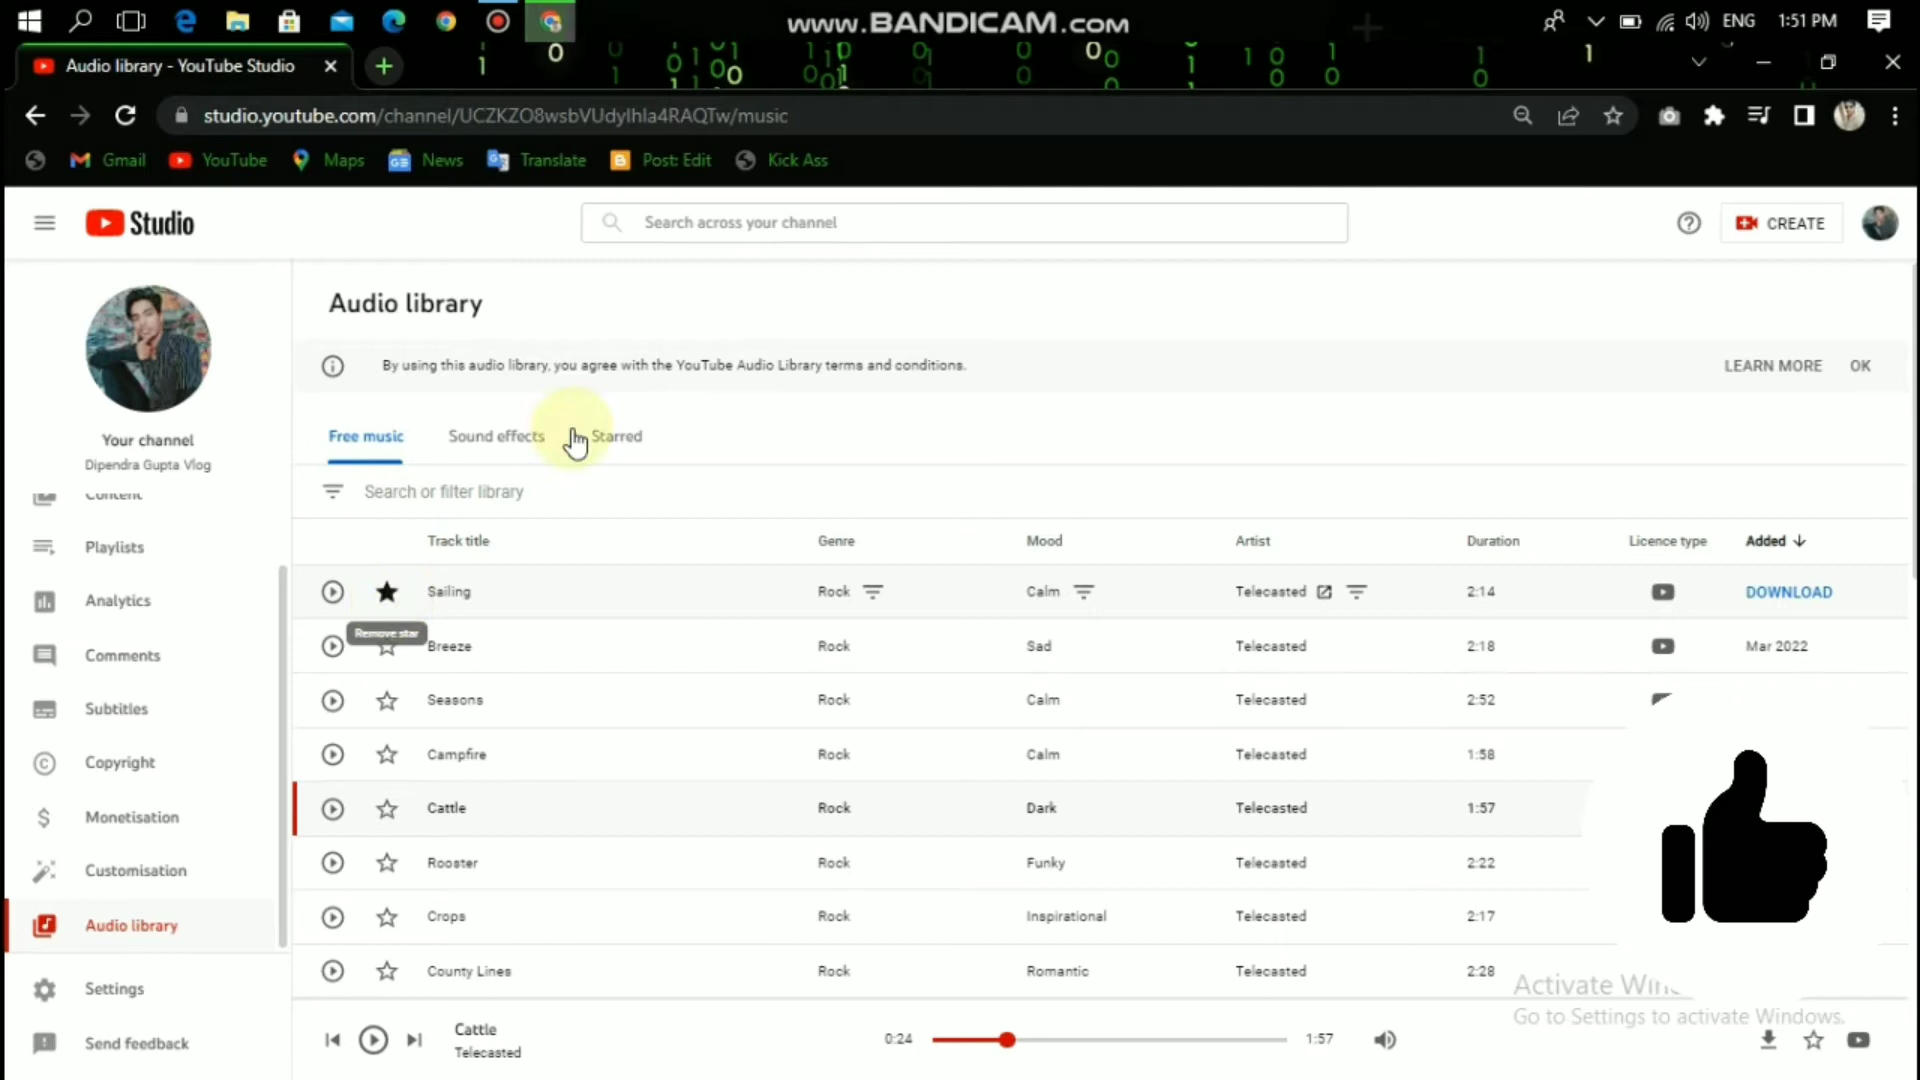 www.BANDICAM.com
ENG 1:51 PM
Audio library - YouTube Studio
studio.youtube.com/channel/UCZKZO8wsbVUdyIhla4RAQTw/music
Gmail YouTube Maps News Translate Post: Edit Kick Ass
Studio
Search across your channel
CREATE
Your channel
Dipendra Gupta Vlog
Content
Playlists
Analytics
Comments
Subtitles
Copyright
Monetisation
Customisation
Audio library
Settings
Send feedback
Audio library
By using this audio library, you agree with the YouTube Audio Library terms and conditions.
LEARN MORE OK
Free music Sound effects Starred
Search or filter library
Track title Genre Mood Artist Duration Licence type Added
Sailing Rock Calm Telecasted 2:14 DOWNLOAD
Remove star
Breeze Rock Sad Telecasted 2:18 Mar 2022
Seasons Rock Calm Telecasted 2:52
Campfire Rock Calm Telecasted 1:58
Cattle Rock Dark Telecasted 1:57
Rooster Rock Funky Telecasted 2:22
Crops Rock Inspirational Telecasted 2:17
County Lines Rock Romantic Telecasted 2:28
Activate
Go to Settings to activate Windows.
Cattle
Telecasted
0:24 1:57